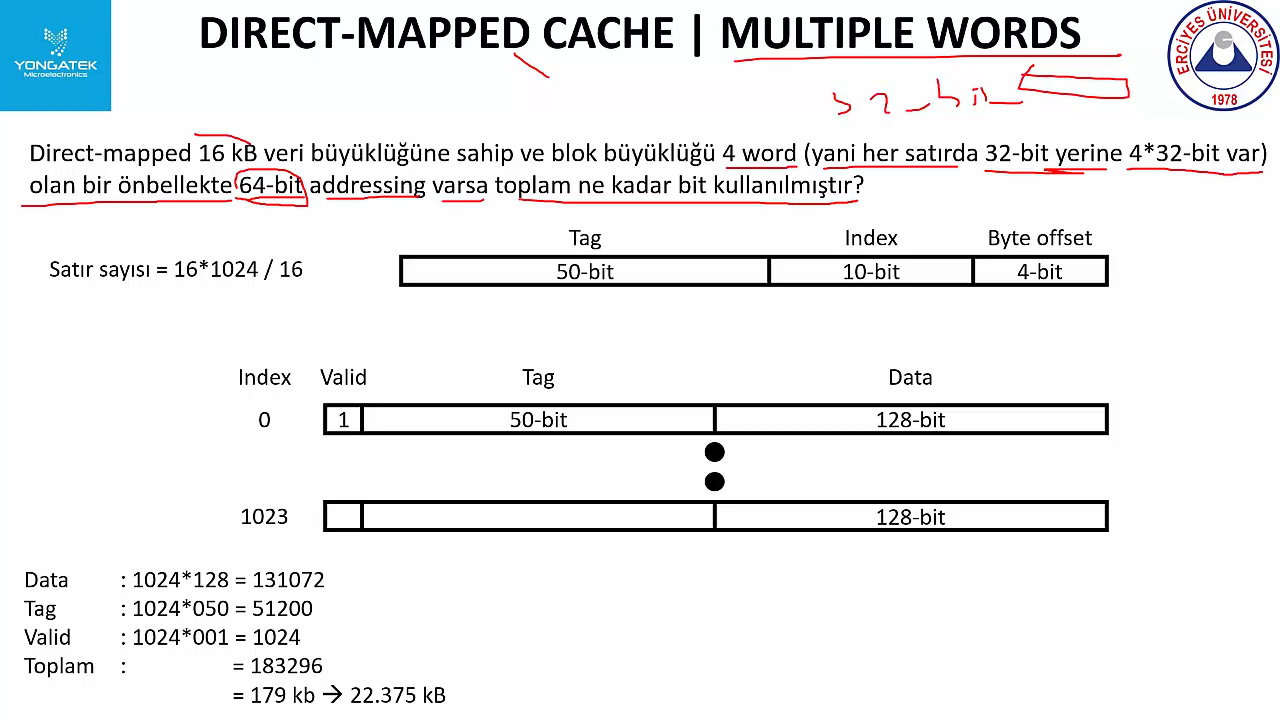 DIRECT-MAPPED CACHE | MULTIPLE WORDS
YONGATEK
Microelectronics
ERCİYES ÜNİVERSİTESİ
1978
32-bit
Direct-mapped 16 kB veri büyüklüğüne sahip ve blok büyüklüğü 4 word (yani her satırda 32-bit yerine 4*32-bit var)
olan bir önbellekte 64-bit addressing varsa toplam ne kadar bit kullanılmıştır?
Tag Index Byte offset
Satır sayısı = 16*1024 / 16 50-bit 10-bit 4-bit
Index Valid Tag Data
0 1 50-bit 128-bit
1023 128-bit
Data : 1024*128 = 131072
Tag : 1024*050 = 51200
Valid : 1024*001 = 1024
Toplam : = 183296
= 179 kb → 22.375 kB